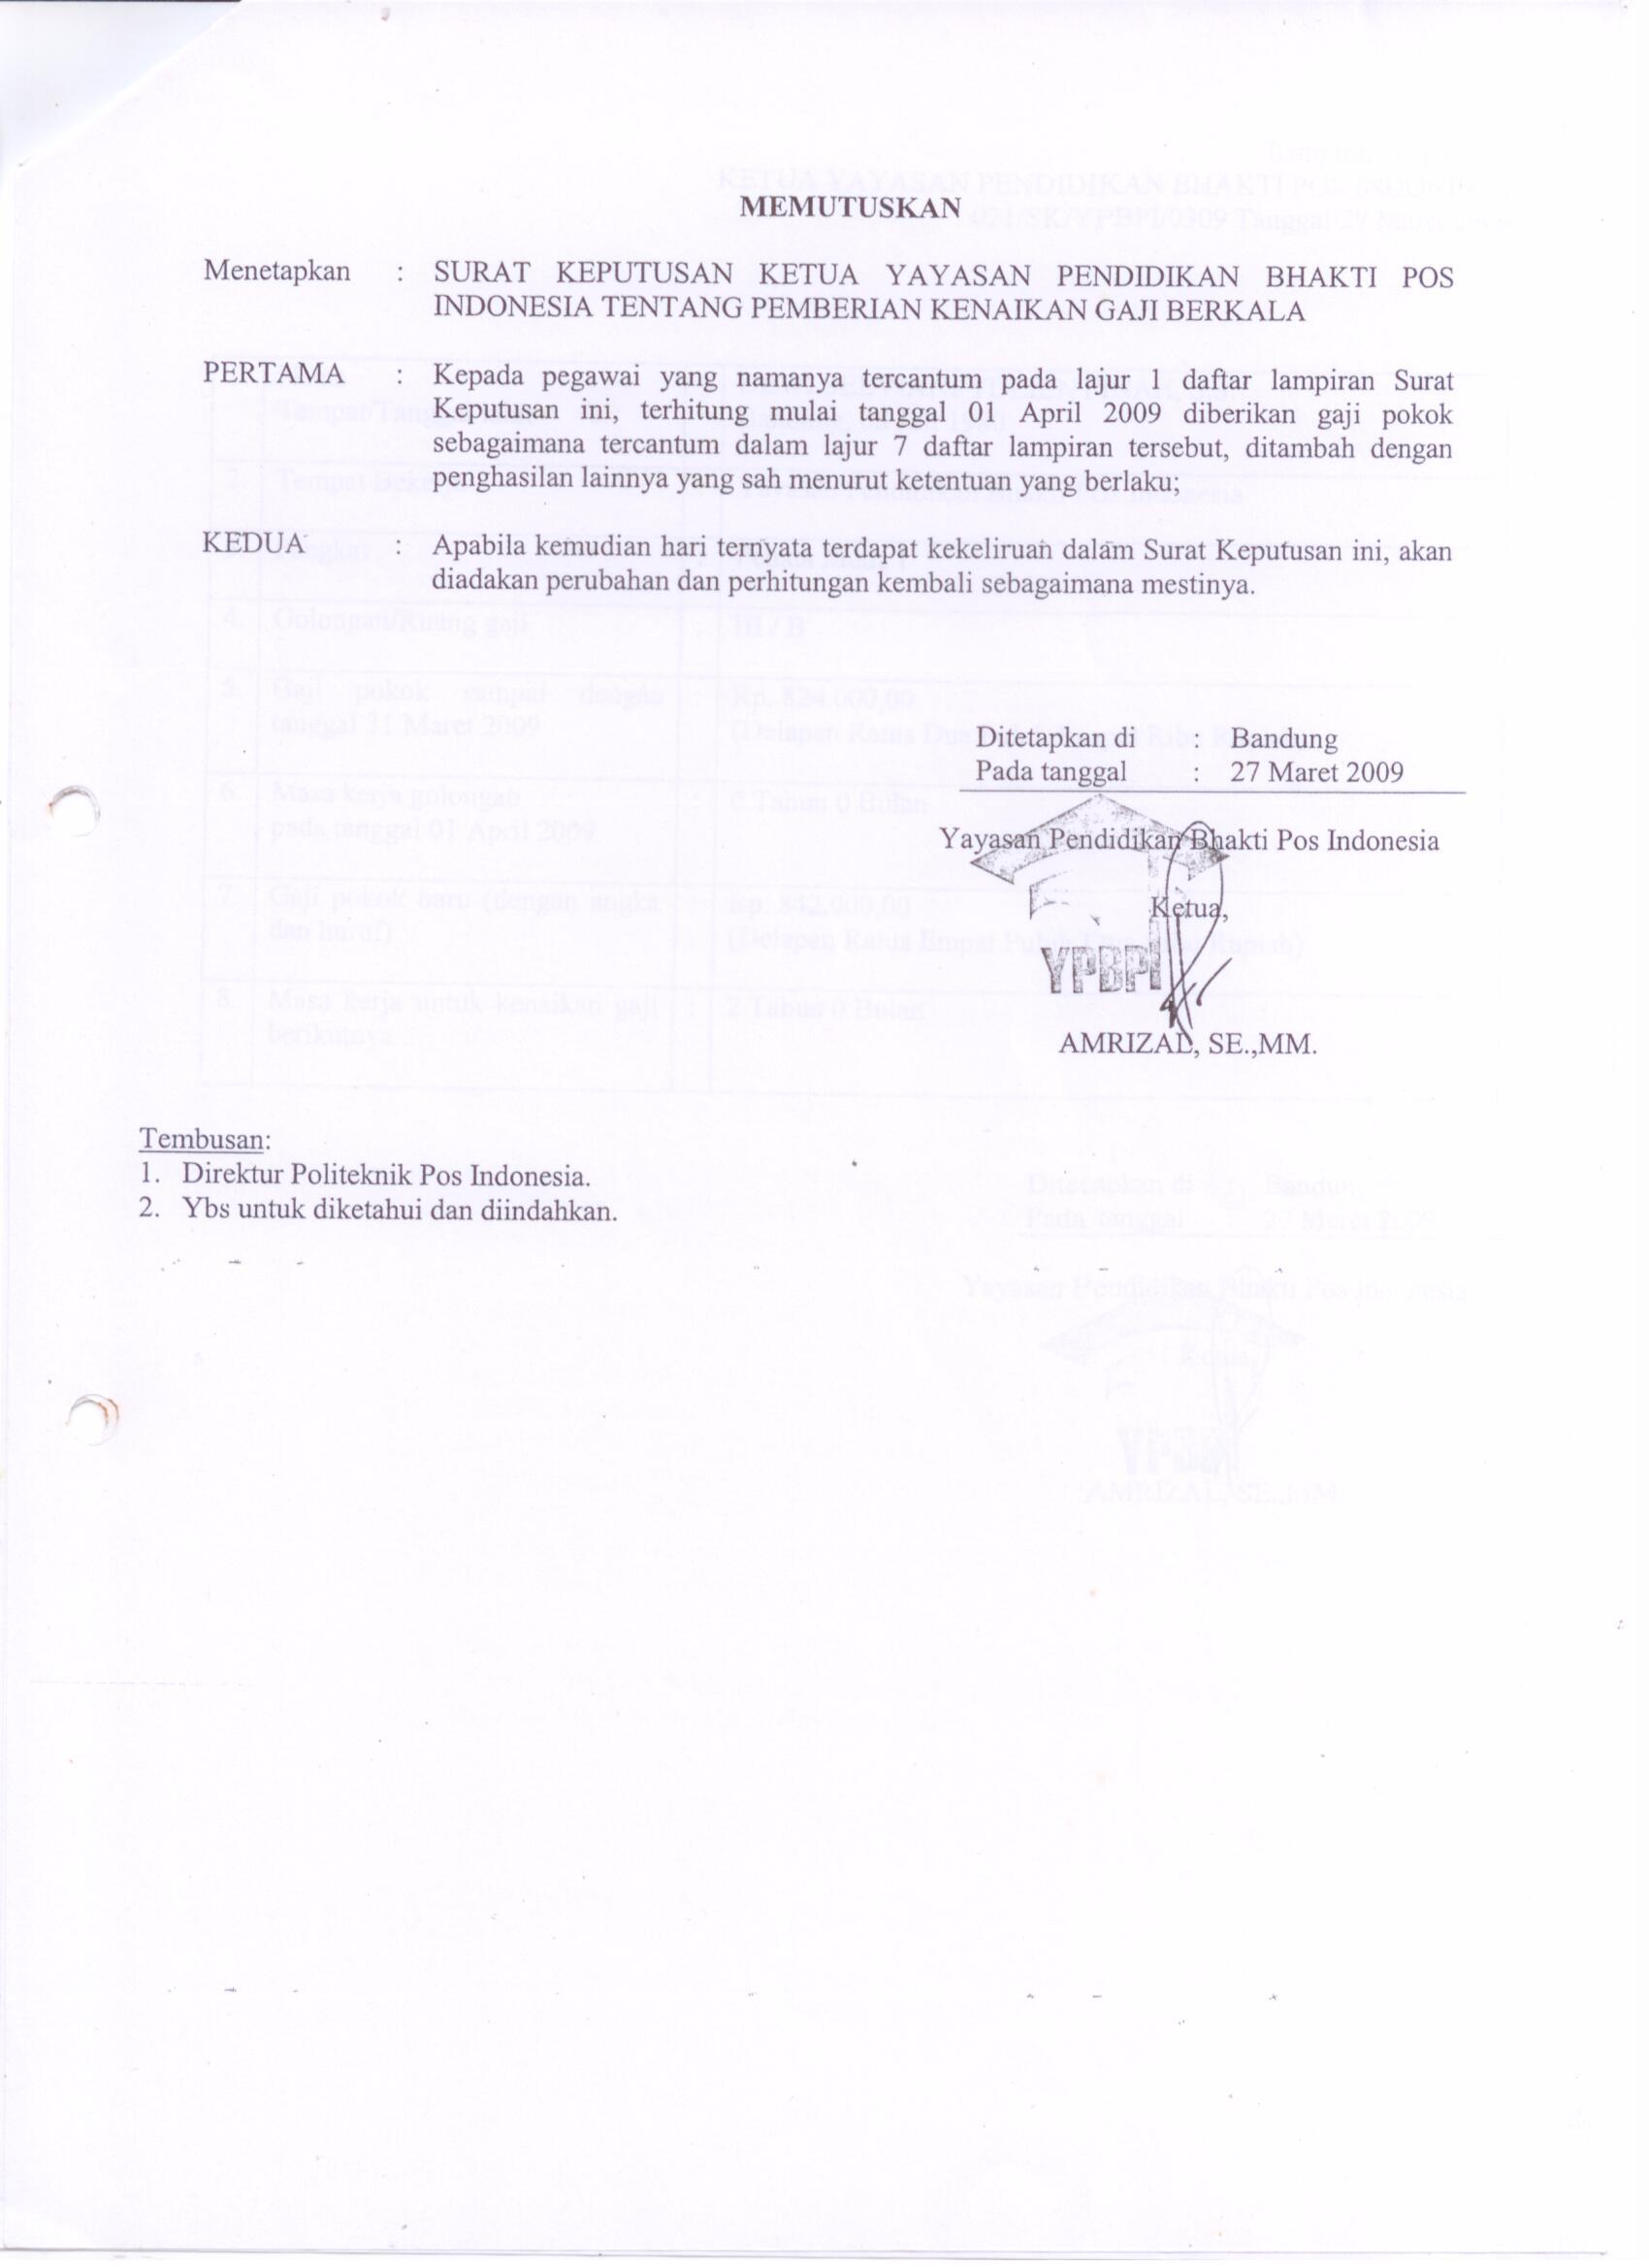 MEMUTUSKAN
Menetapkan : SURAT KEPUTUSAN KETUA YAYASAN PENDIDIKAN BHAKTI POS
INDONESIA TENTANG PEMBERIAN KENAIKAN GAJI BERKALA
PERTAMA : Kepada pegawai yang namanya tercantum pada lajur 1 daftar lampiran Surat
Keputusan ini, terhitung mulai tanggal 01 April 2009 diberikan gaji pokok
sebagaimana tercantum dalam lajur 7 daftar lampiran tersebut, ditambah dengan
penghasilan lainnya yang sah menurut ketentuan yang berlaku;
KEDUA : Apabila kemudian hari ternyata terdapat kekeliruan dalam Surat Keputusan ini, akan
diadakan perubahan dan perhitungan kembali sebagaimana mestinya.
Ditetapkan di : Bandung
Pada tanggal : 27 Maret 2009
Yayasan Pendidikan Bhakti Pos Indonesia
Ketua,
YPBPI
AMRIZAL, SE.,MM.
Tembusan:
1. Direktur Politeknik Pos Indonesia.
2. Ybs untuk diketahui dan diindahkan.